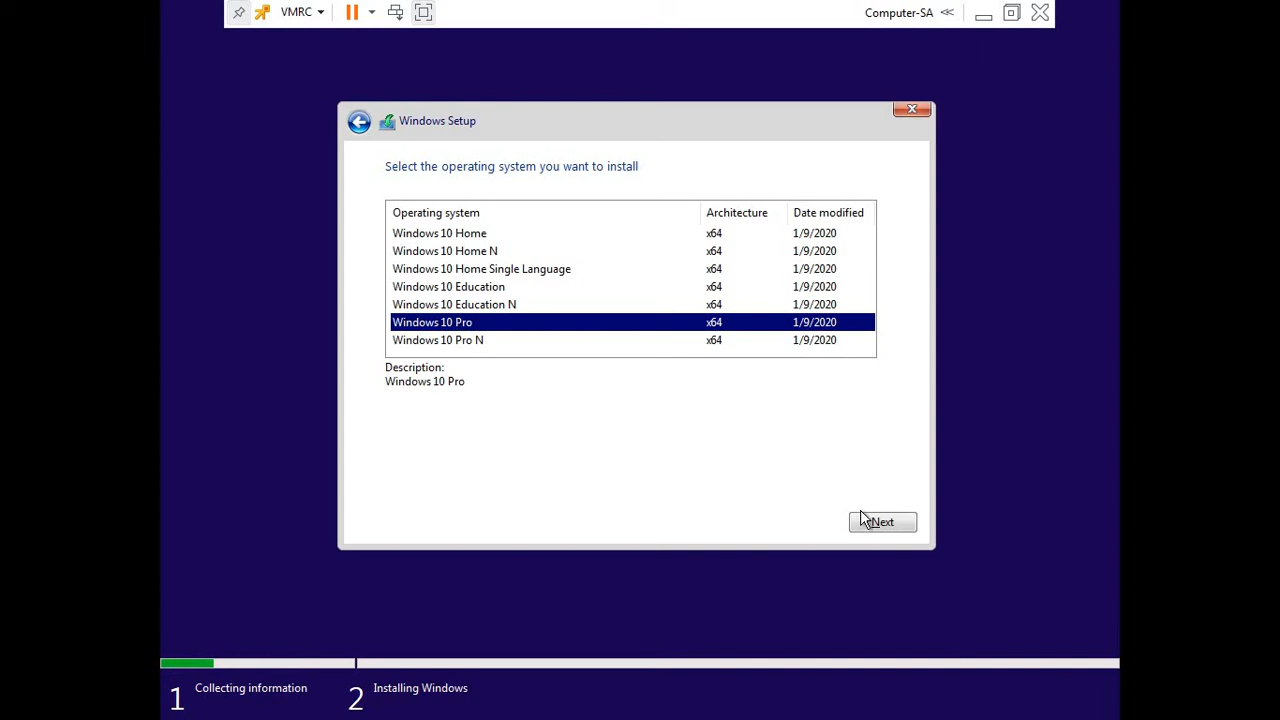 VMRC
Computer-SA
Windows Setup
Select the operating system you want to install
Operating system Architecture Date modified
Windows 10 Home x64 1/9/2020
Windows 10 Home N x64 1/9/2020
Windows 10 Home Single Language x64 1/9/2020
Windows 10 Education x64 1/9/2020
Windows 10 Education N x64 1/9/2020
Windows 10 Pro x64 1/9/2020
Windows 10 Pro N x64 1/9/2020
Description:
Windows 10 Pro
Next
1 Collecting information
2 Installing Windows